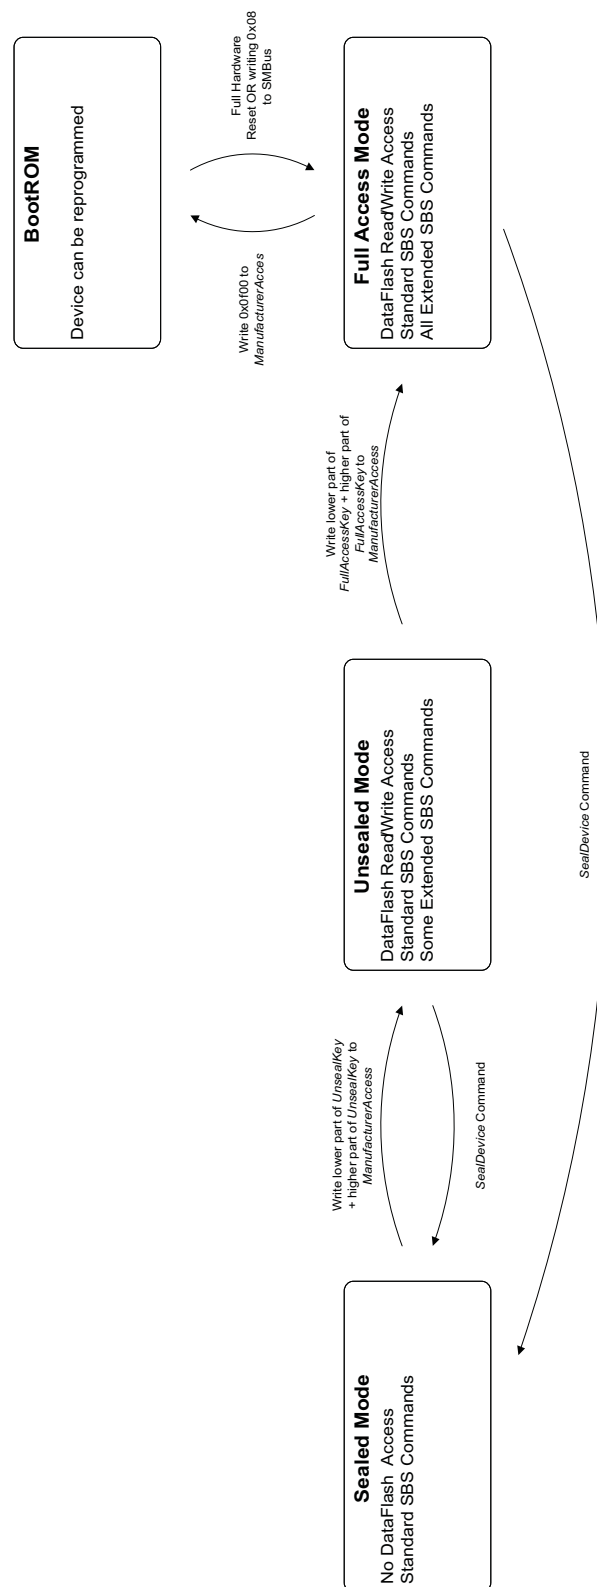 BootROM
Device can be reprogrammed
Full Hardware
Reset OR writing 0x08
to SMBus
Write 0x0f00 to
ManufacturerAcces
Full Access Mode
DataFlash Read/Write Access
Standard SBS Commands
All Extended SBS Commands
Write lower part of
FullAccessKey + higher part of
FullAccessKey to
ManufacturerAccess
Unsealed Mode
DataFlash Read/Write Access
Standard SBS Commands
Some Extended SBS Commands
SealDevice Command
Write lower part of UnsealKey
+ higher part of UnsealKey to
ManufacturerAccess
SealDevice Command
Sealed Mode
No DataFlash Access
Standard SBS Commands